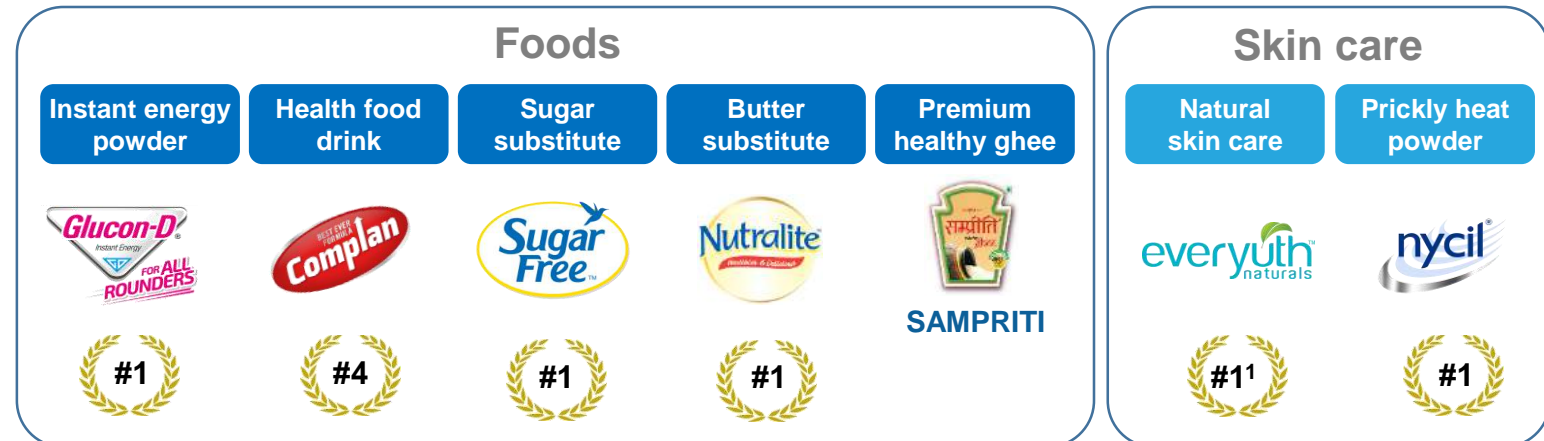 Foods
Skin care
Instant energy
powder
Health food
drink
Sugar
substitute
Butter
substitute
Premium
healthy ghee
Natural
skin care
Prickly heat
powder
Glucon-D®
Instant Energy
FOR ALL
ROUNDERS
BEST EVER
FORMULA
Complan
Sugar
Free™
Nutralite
सम्प्रीति
SAMPRITI
everyuth™
naturals
nycil®
#1
#4
#1
#1
#1¹
#1